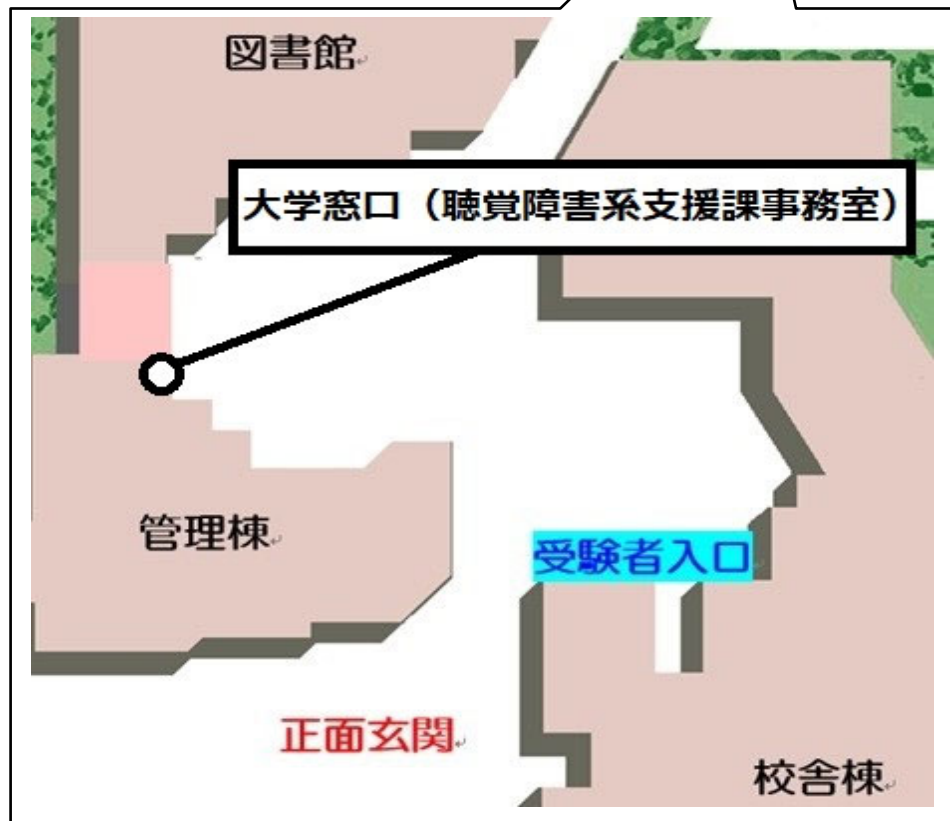 図書館
大学窓口（聴覚障害系支援課事務室）
管理棟
受験者入口
正面玄関
校舎棟